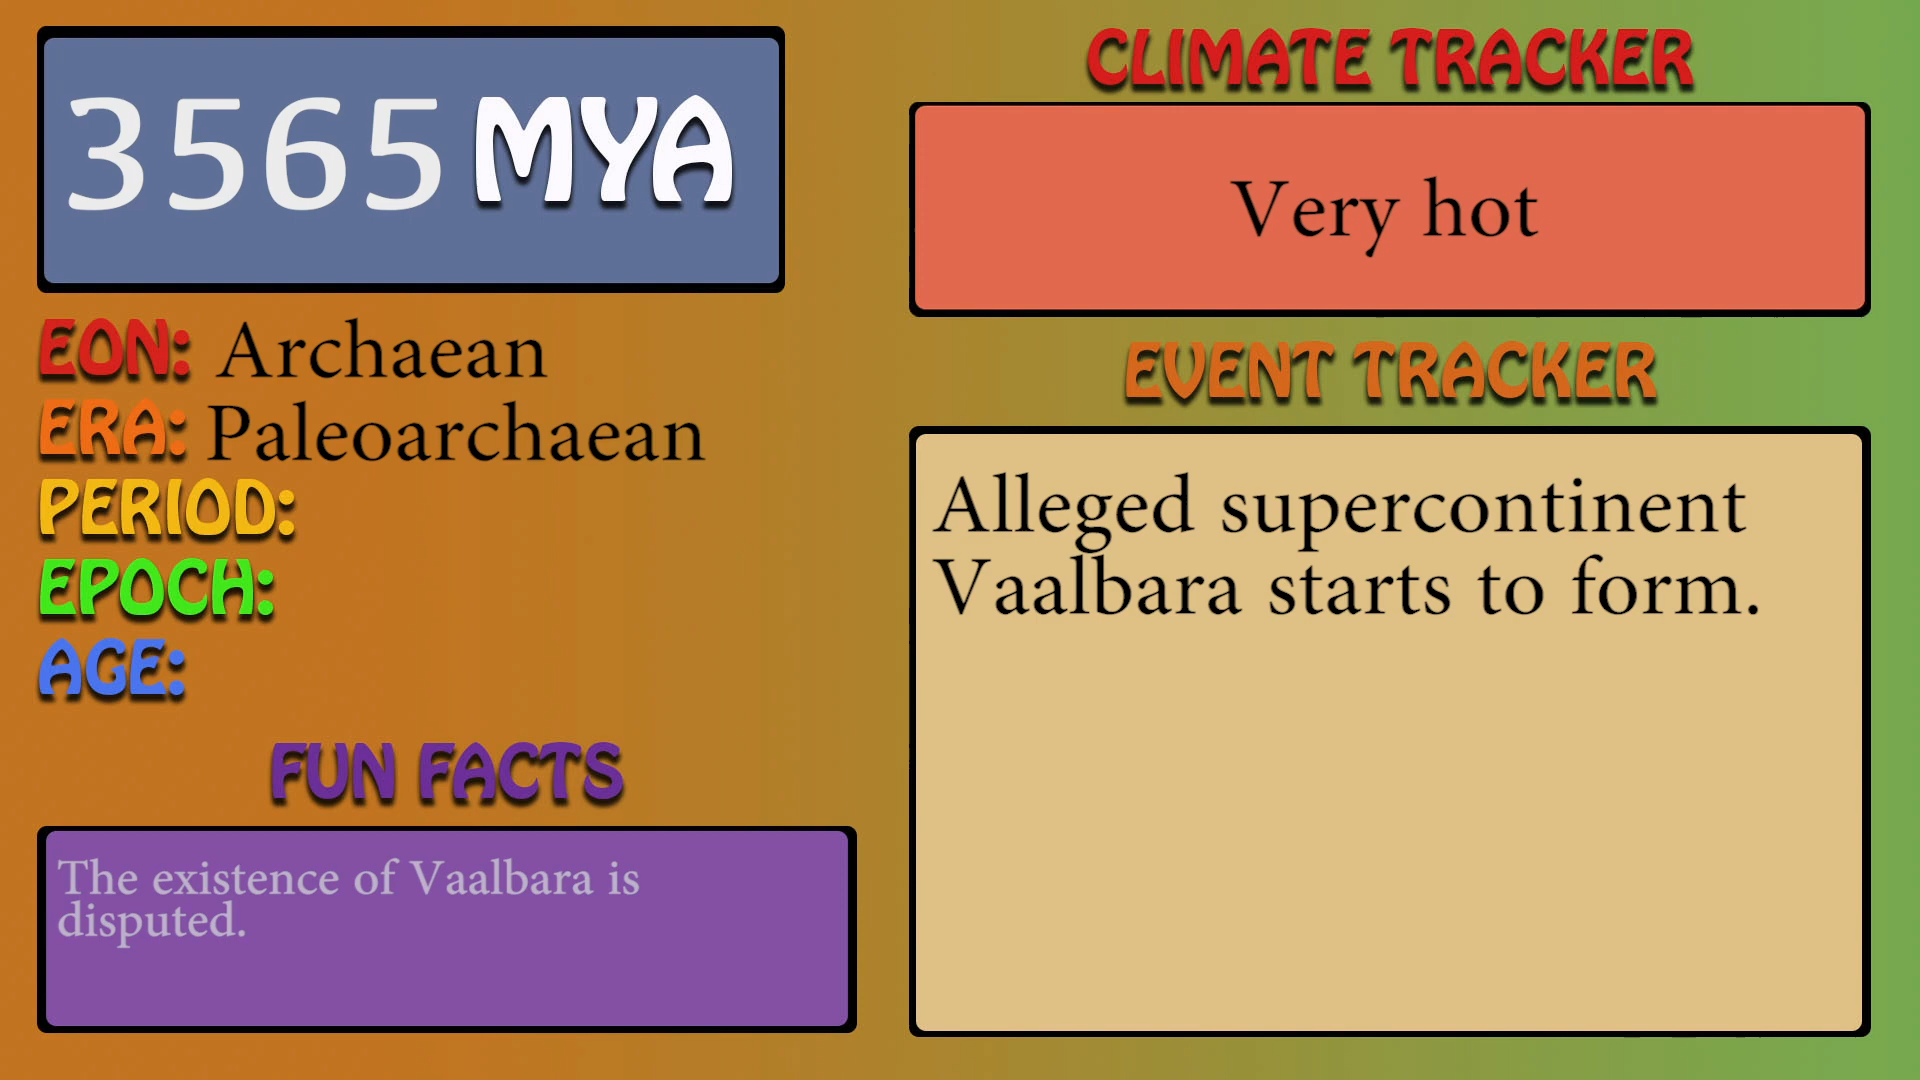 3565 MYA
EON: Archaean
ERA: Paleoarchaean
PERIOD:
EPOCH:
AGE:
FUN FACTS
The existence of Vaalbara is
disputed.
CLIMATE TRACKER
Very hot
EVENT TRACKER
Alleged supercontinent
Vaalbara starts to form.